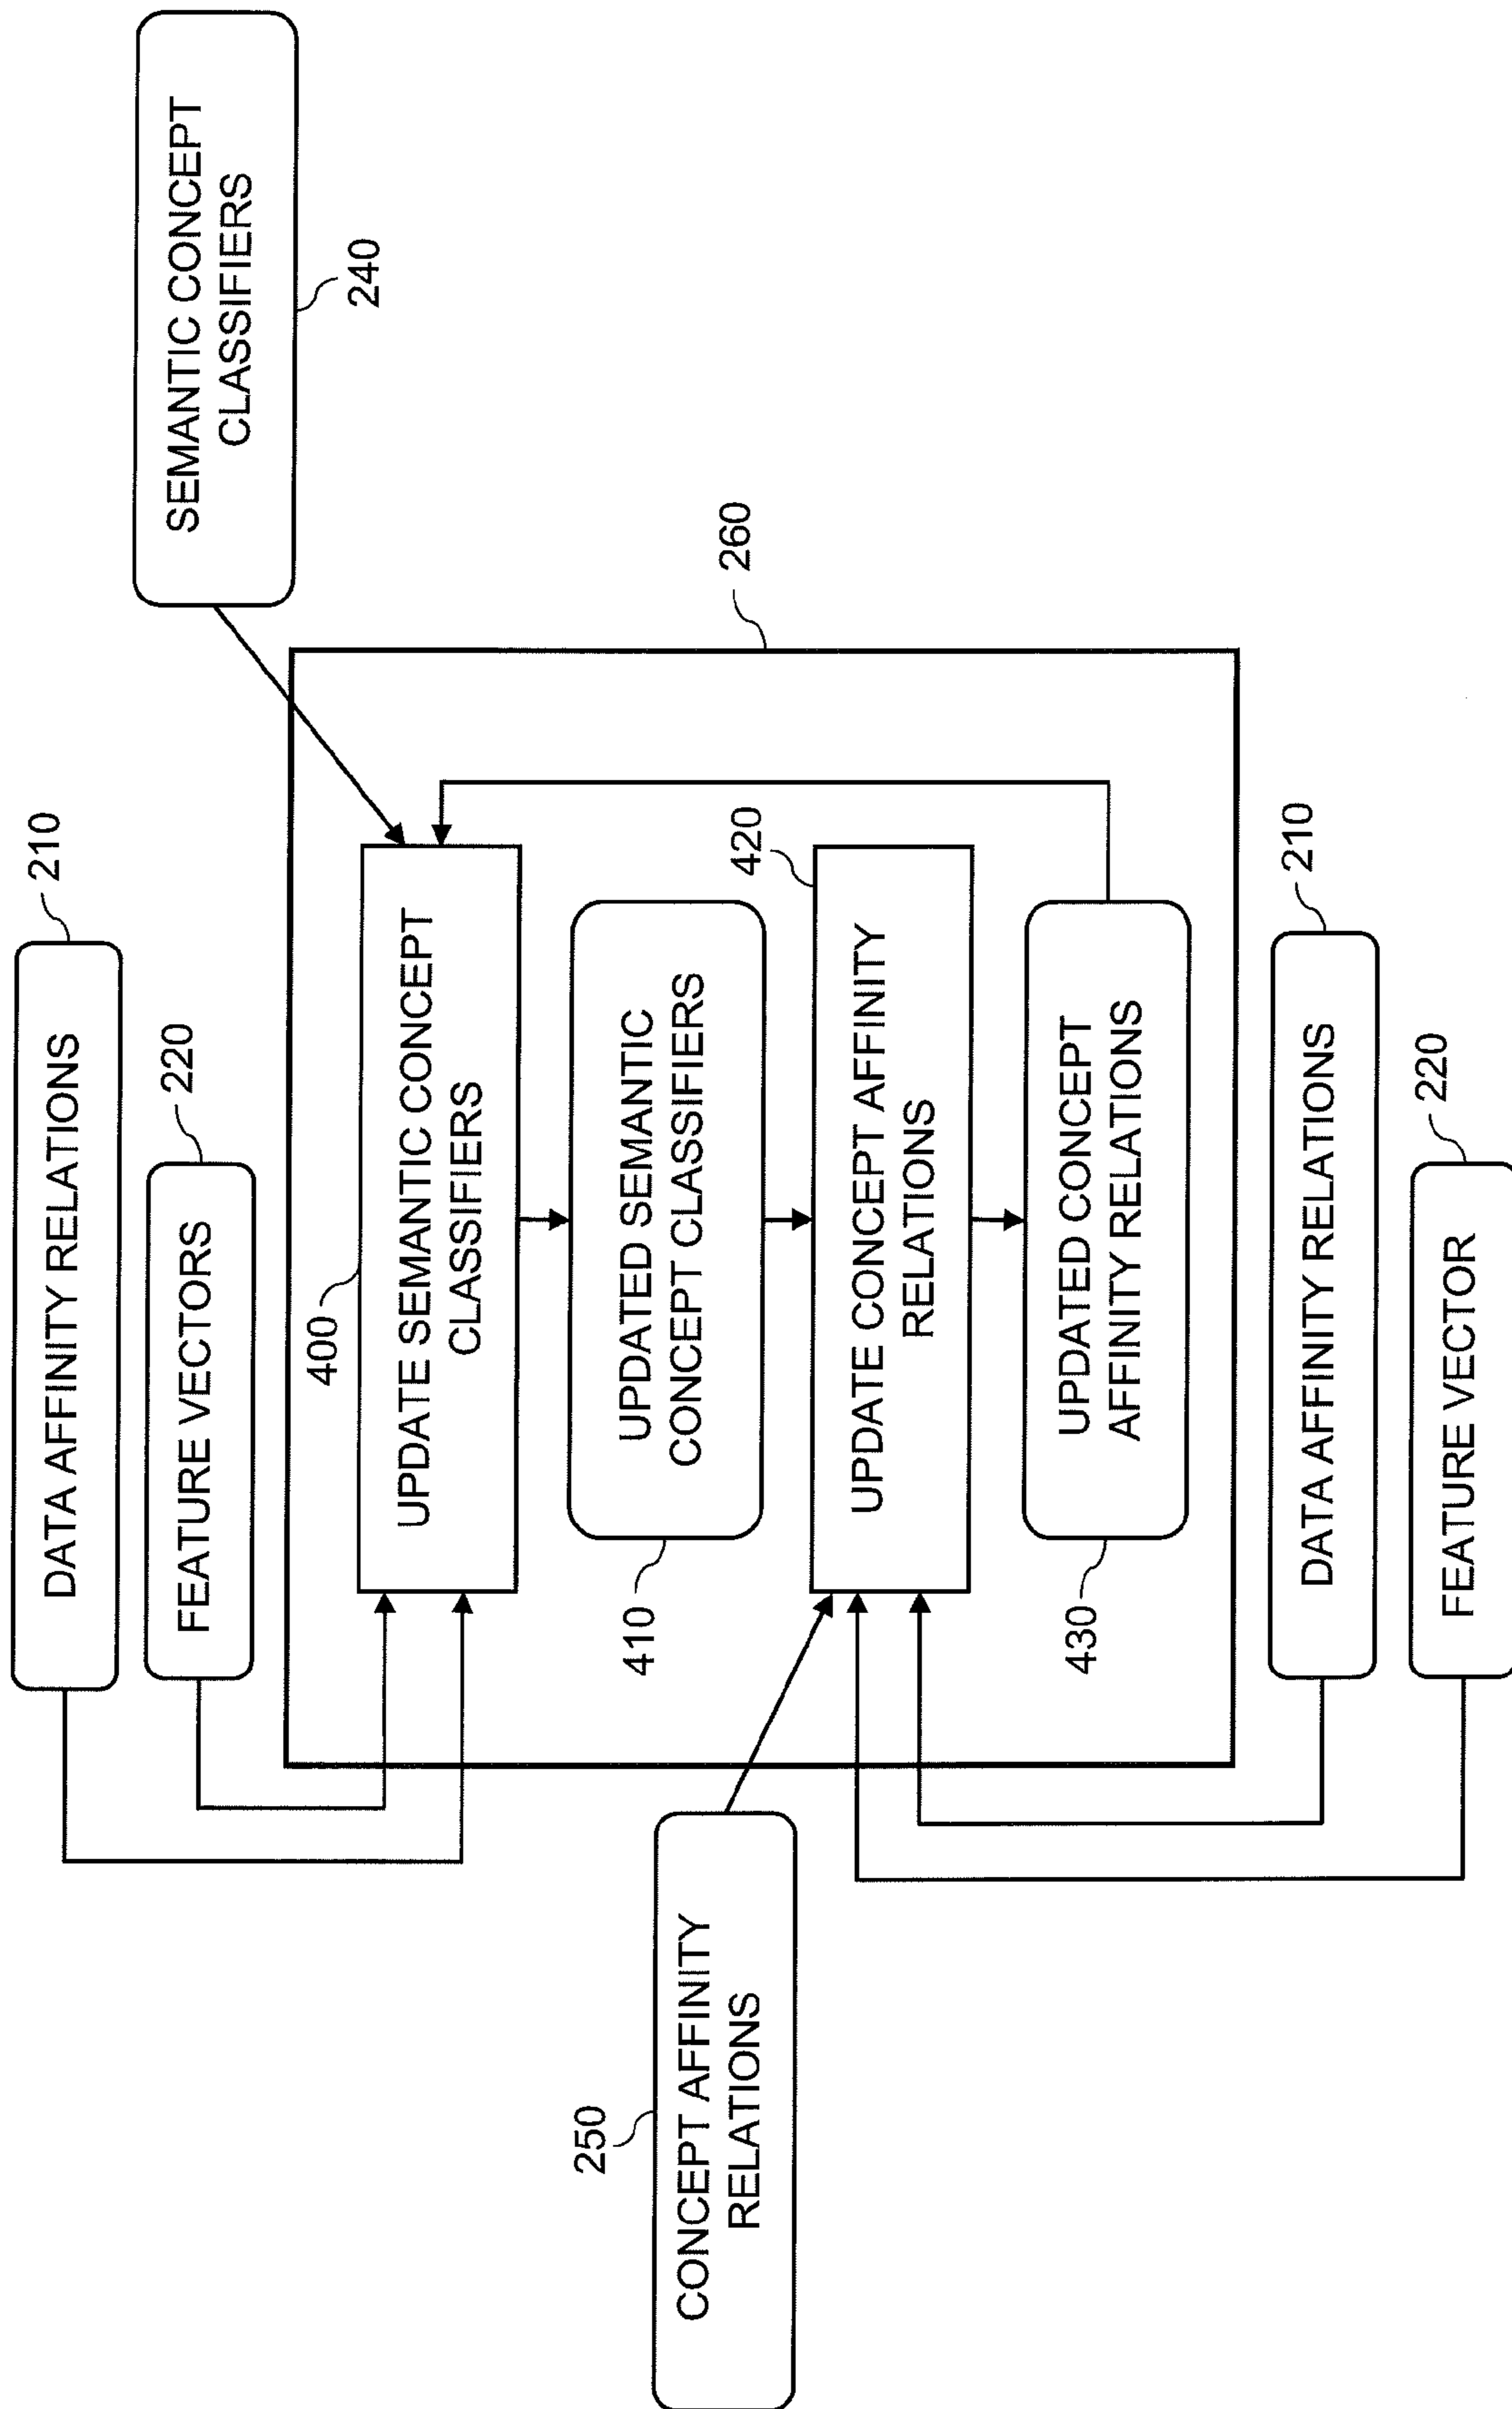 DATA AFFINITY RELATIONS
210
FEATURE VECTORS
220
SEMANTIC CONCEPT
CLASSIFIERS
240
260
400
UPDATE SEMANTIC CONCEPT
CLASSIFIERS
410
UPDATED SEMANTIC
CONCEPT CLASSIFIERS
250
CONCEPT AFFINITY
RELATIONS
420
UPDATE CONCEPT AFFINITY
RELATIONS
430
UPDATED CONCEPT
AFFINITY RELATIONS
DATA AFFINITY RELATIONS
210
FEATURE VECTOR
220